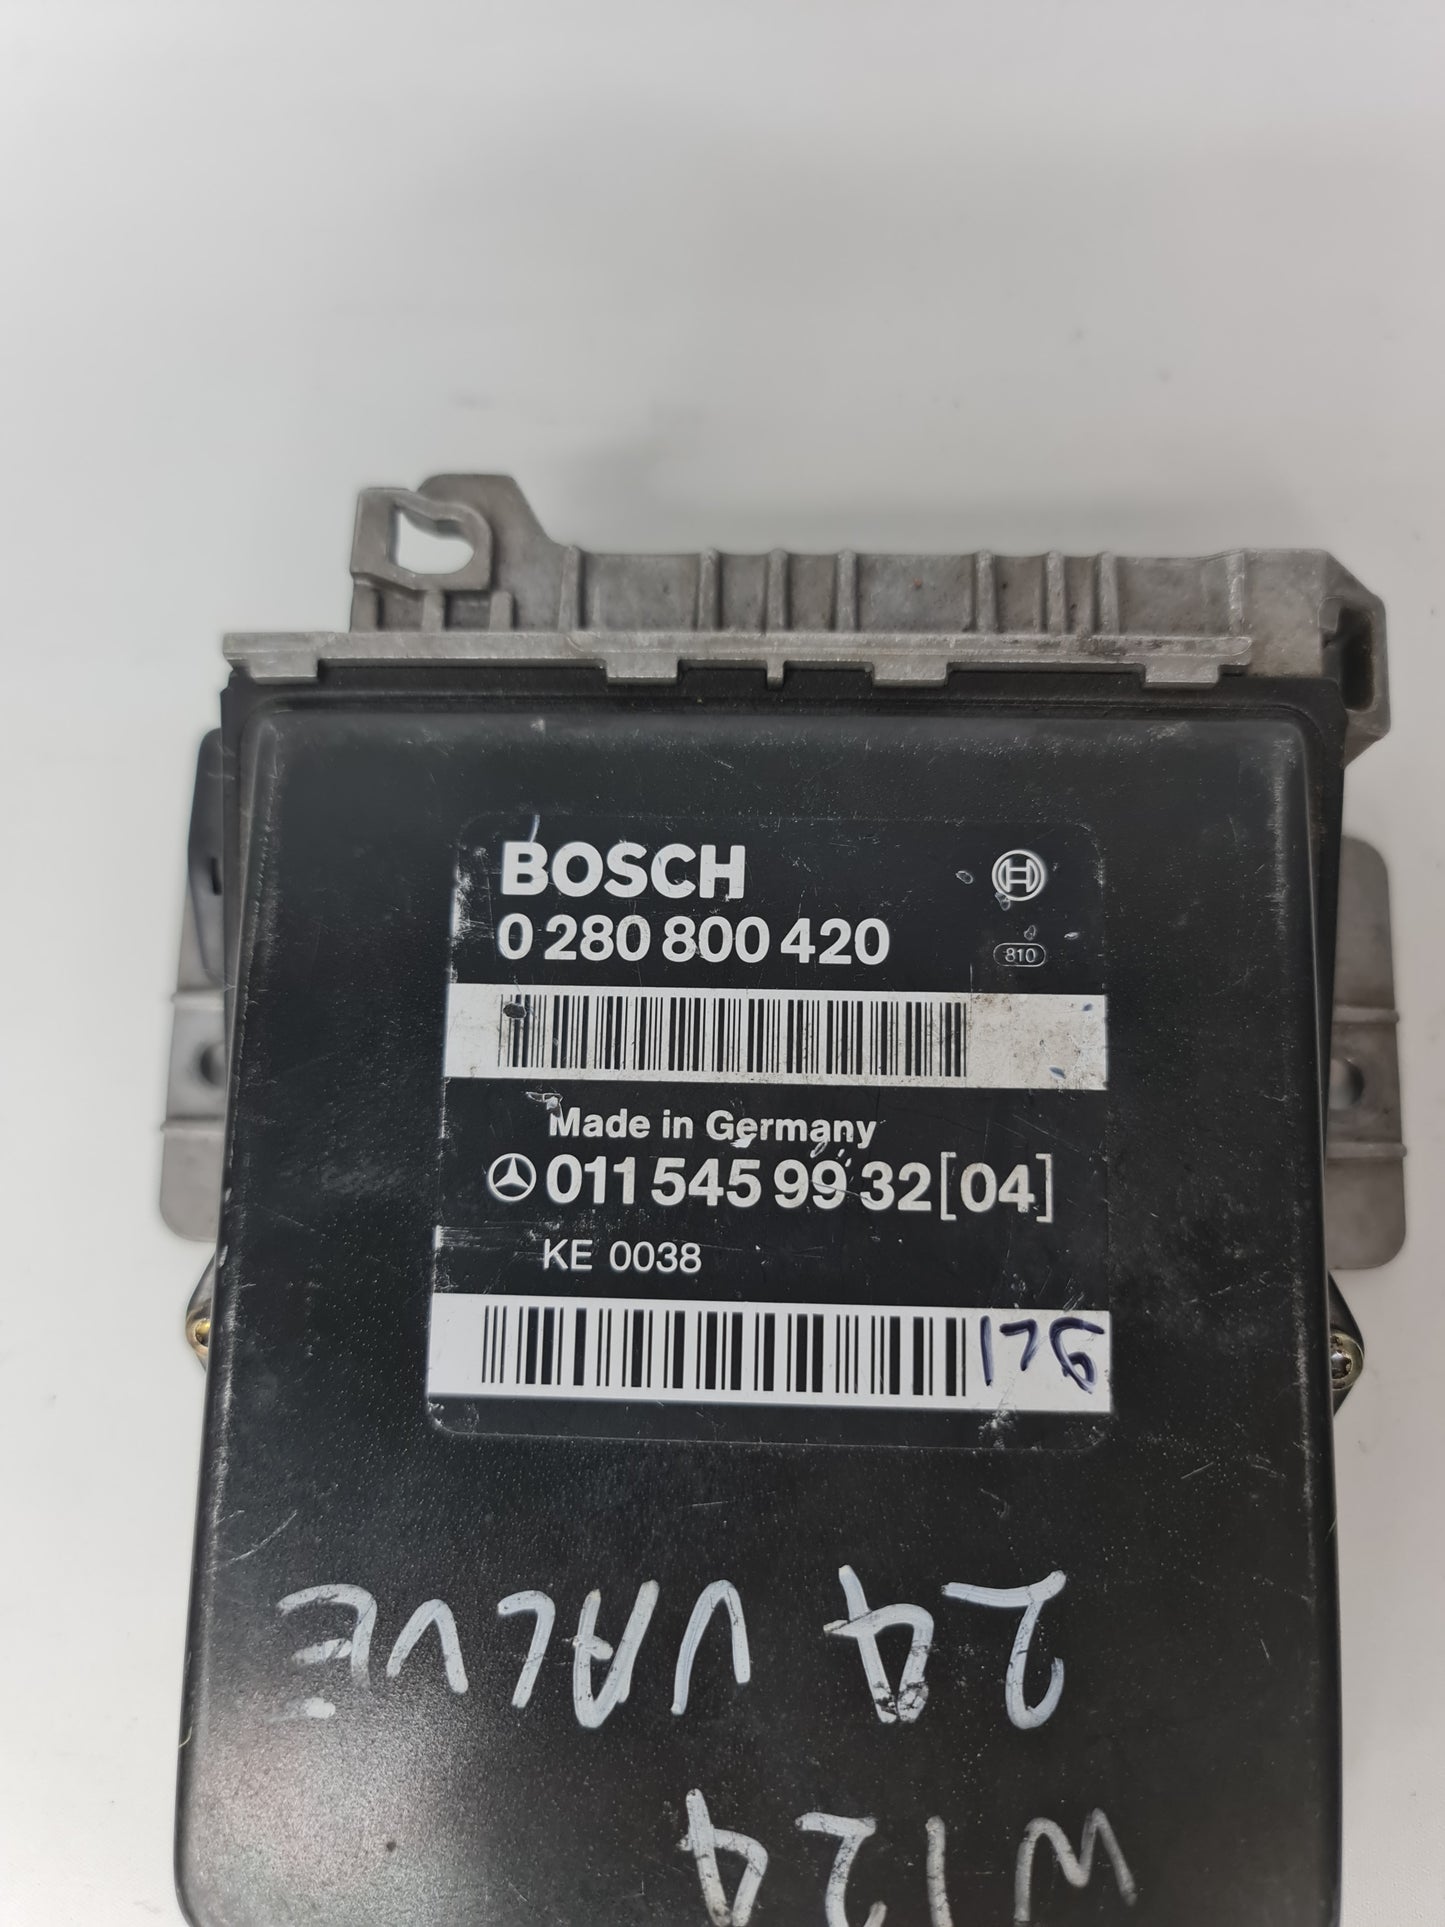 BOSCH
0 280 800 420
810
Made in Germany
011 545 99 32 [04]
KE 0038
24 VALVE
W124